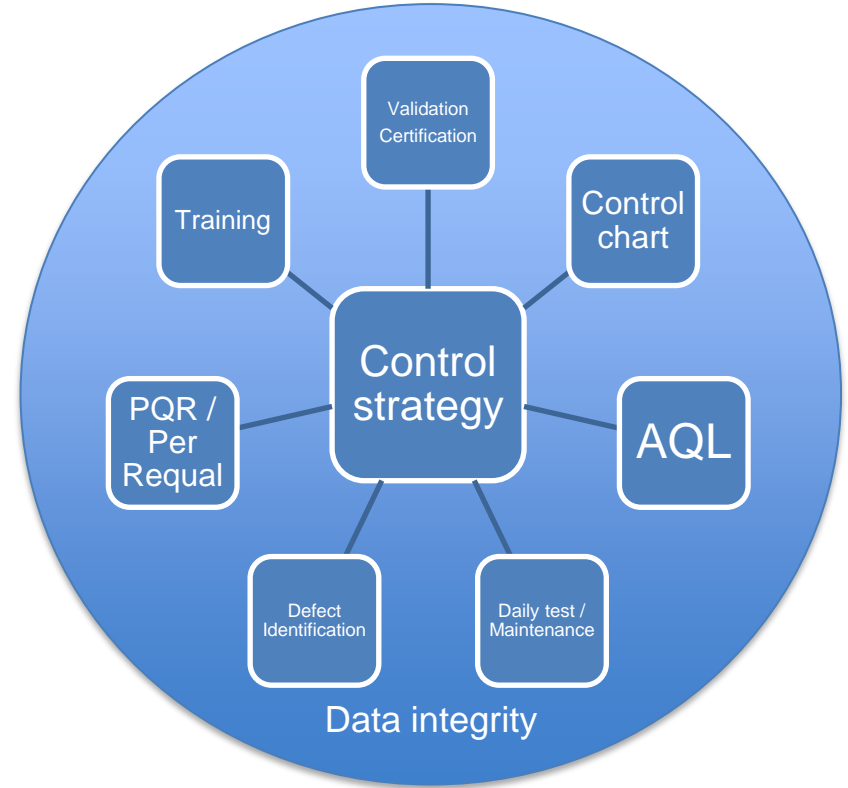 Validation
Certification
Control
chart
Training
Control
strategy
PQR /
Per
Requal
AQL
Defect
Identification
Daily test /
Maintenance
Data integrity